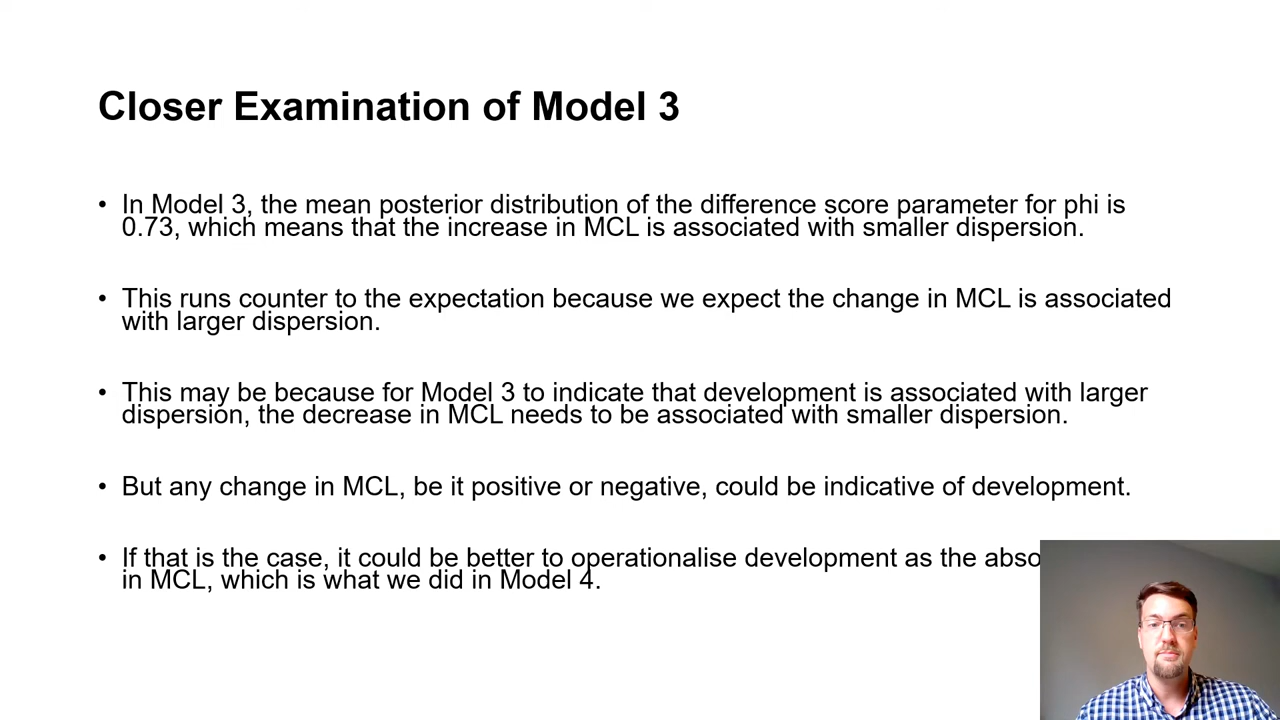 Closer Examination of Model 3
• In Model 3, the mean posterior distribution of the difference score parameter for phi is
0.73, which means that the increase in MCL is associated with smaller dispersion.
• This runs counter to the expectation because we expect the change in MCL is associated
with larger dispersion.
• This may be because for Model 3 to indicate that development is associated with larger
dispersion, the decrease in MCL needs to be associated with smaller dispersion.
• But any change in MCL, be it positive or negative, could be indicative of development.
• If that is the case, it could be better to operationalise development as the
in MCL, which is what we did in Model 4.